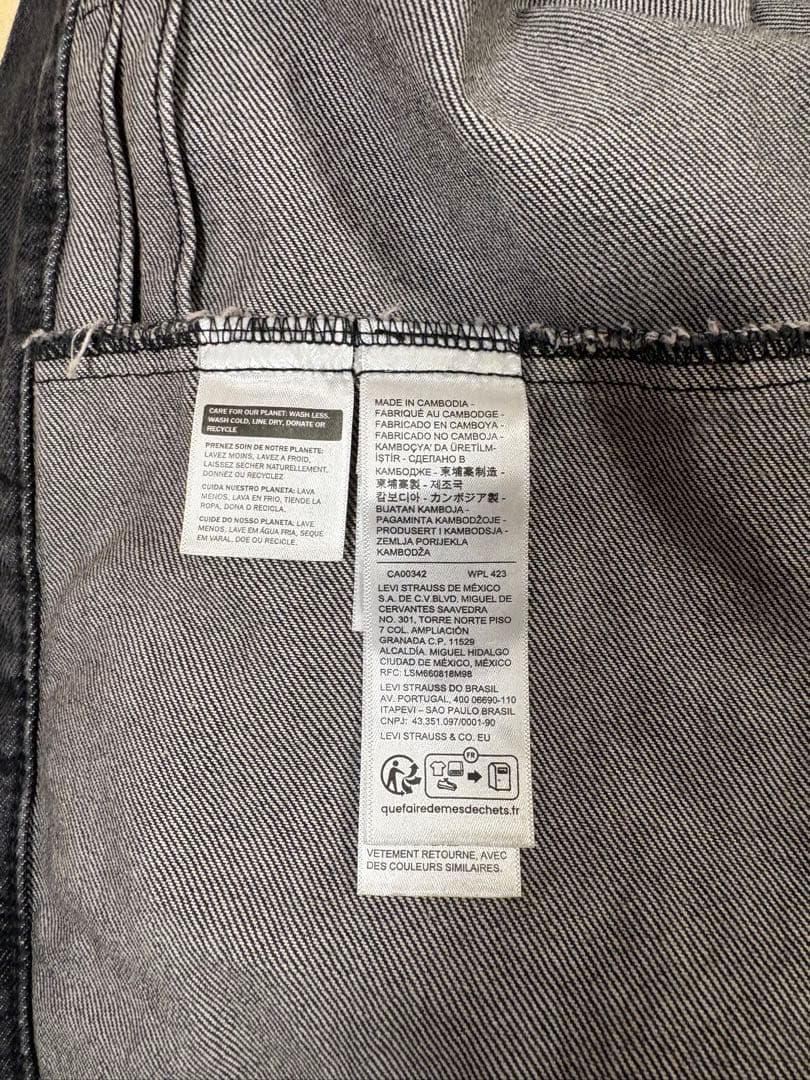 CARE FOR OUR PLANET: WASH LESS,
WASH COLD, LINE DRY, DONATE OR
RECYCLE
PRENEZ SOIN DE NOTRE PLANETE:
LAVEZ MOINS, LAVEZ A FROID,
LAISSEZ SECHER NATURELLEMENT,
DONNEZ OU RECYCLEZ
CUIDA NUESTRO PLANETA: LAVA
MENOS, LAVA EN FRIO, TIENDE LA
ROPA, DONA O RECICLA.
CUIDE DO NOSSO PLANETA: LAVE
MENOS, LAVE EM ÁGUA FRIA, SEQUE
EM VARAL, DOE OU RECICLE.
MADE IN CAMBODIA -
FABRIQUÉ AU CAMBODGE -
FABRICADO EN CAMBOYA -
FABRICADO NO CAMBOJA -
KAMBOÇYA' DA ÜRETİLM-
İŞTİR - СДЕЛАНО В
КАМБОДЖЕ - 柬埔寨制造 -
柬埔寨製 - 제조국
캄보디아 - カンボジア製 -
BUATAN KAMBOJA -
PAGAMINTA KAMBODŽOJE -
PRODUSERT I KAMBODSJA -
ZEMLJA PORIJEKLA
KAMBODŽA
CA00342 WPL 423
LEVI STRAUSS DE MÉXICO
S.A. DE C.V.BLVD. MIGUEL DE
CERVANTES SAAVEDRA
NO. 301, TORRE NORTE PISO
7 COL. AMPLIACIÓN
GRANADA C.P. 11529
ALCALDÍA. MIGUEL HIDALGO
CIUDAD DE MÉXICO, MÉXICO
RFC: LSM660818M98
LEVI STRAUSS DO BRASIL
AV. PORTUGAL, 400 06690-110
ITAPEVI – SAO PAULO BRASIL
CNPJ: 43.351.097/0001-90
LEVI STRAUSS & CO. EU
FR
quefairedemesdechets.fr
VETEMENT RETOURNE, AVEC
DES COULEURS SIMILAIRES.